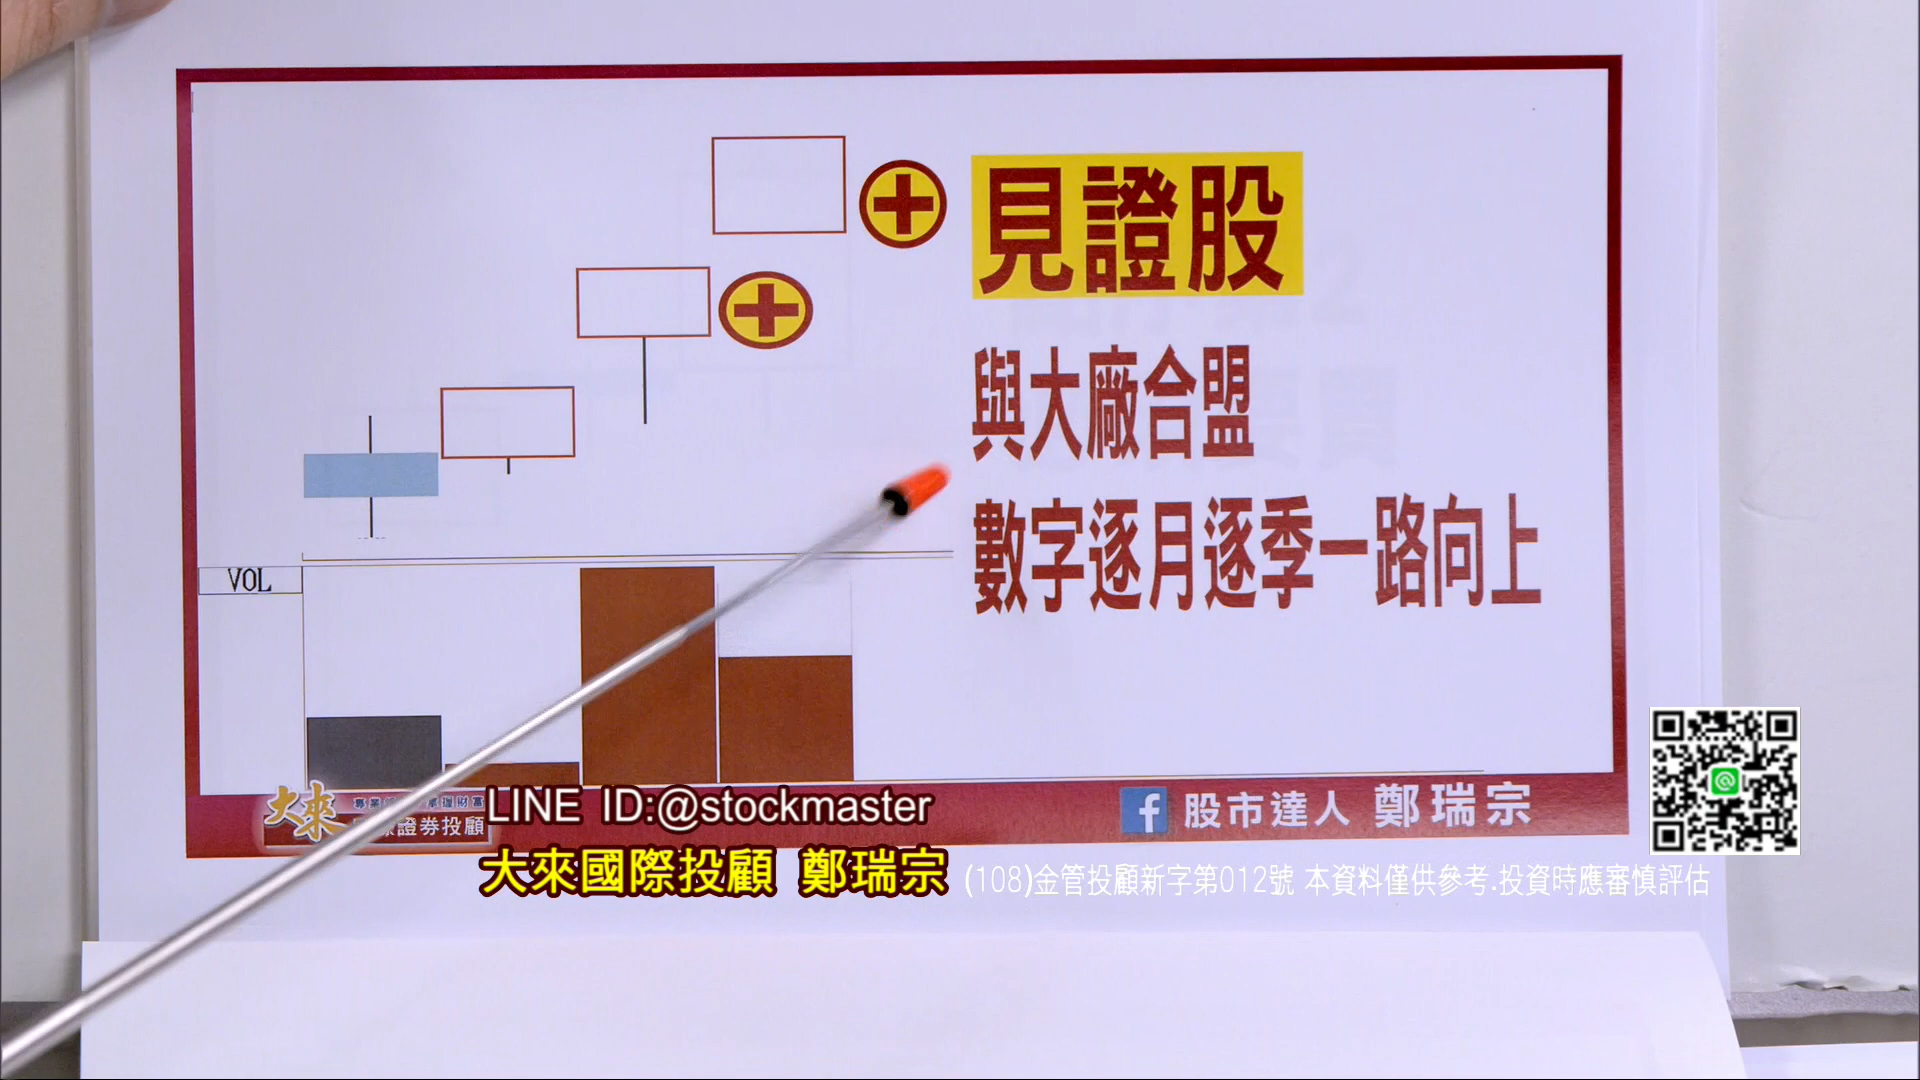 見證股
與大廠合盟
數字逐月逐季一路向上
VOL
大來
證券投顧
LINE ID:@stockmaster
股市達人 鄭瑞宗
大來國際投顧 鄭瑞宗 (108)金管投顧新字第012號 本資料僅供參考.投資時應審慎評估